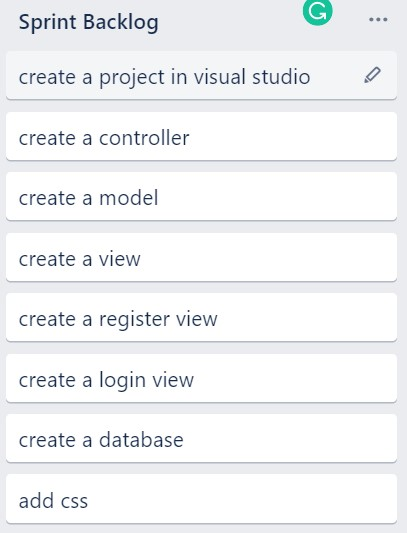 Sprint Backlog
create a project in visual studio
create a controller
create a model
create a view
create a register view
create a login view
create a database
add css